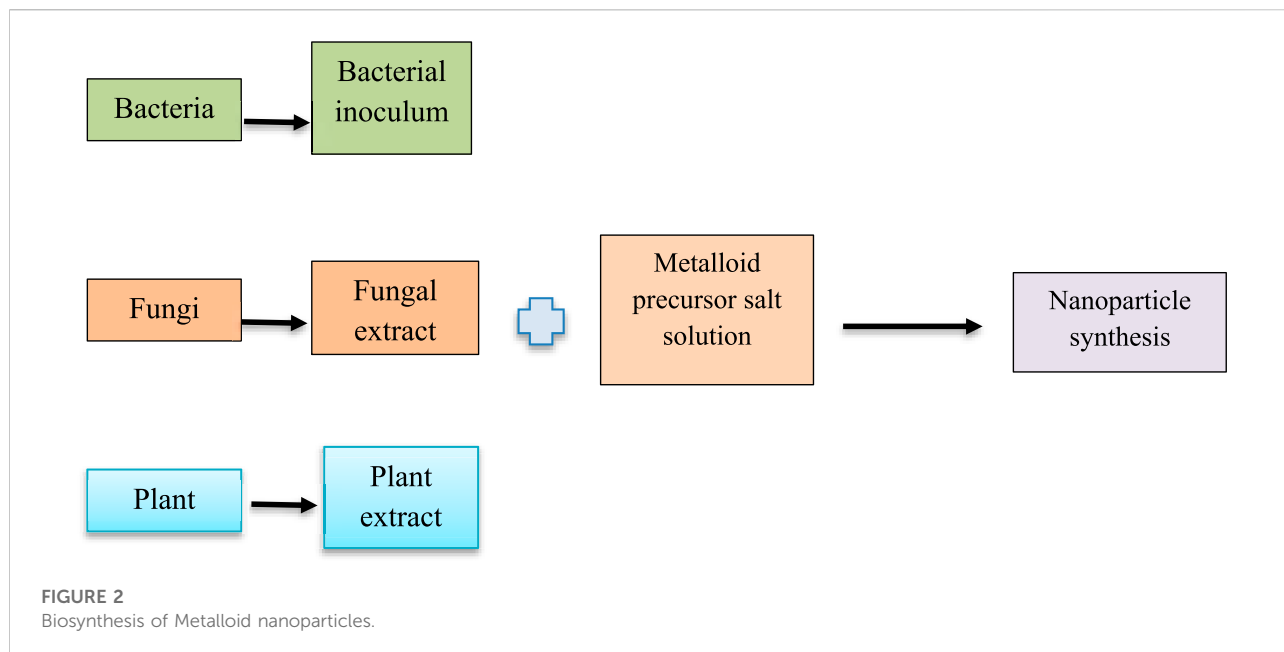 Bacteria
Bacterial
inoculum
Fungi
Fungal
extract
Metalloid
precursor salt
solution
Nanoparticle
synthesis
Plant
Plant
extract
FIGURE 2
Biosynthesis of Metalloid nanoparticles.